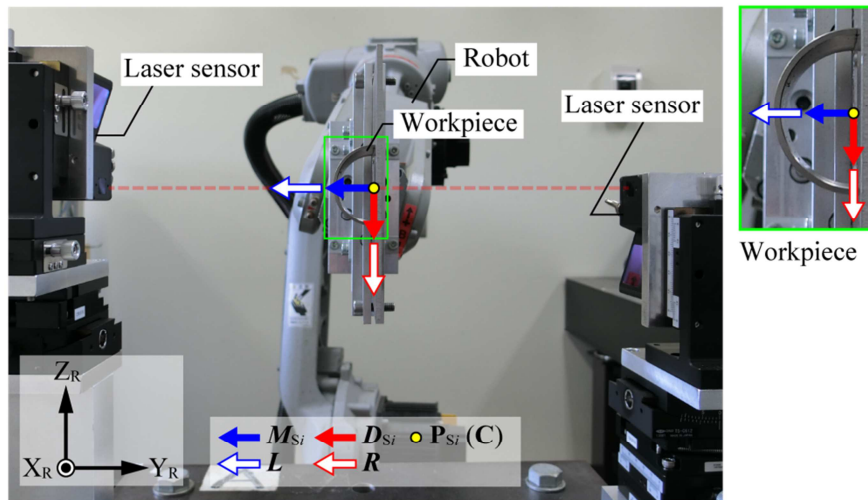 Laser sensor
Robot
Laser sensor
Workpiece
Workpiece
Z_R
X_R
Y_R
M_Si D_Si P_Si (C)
L R